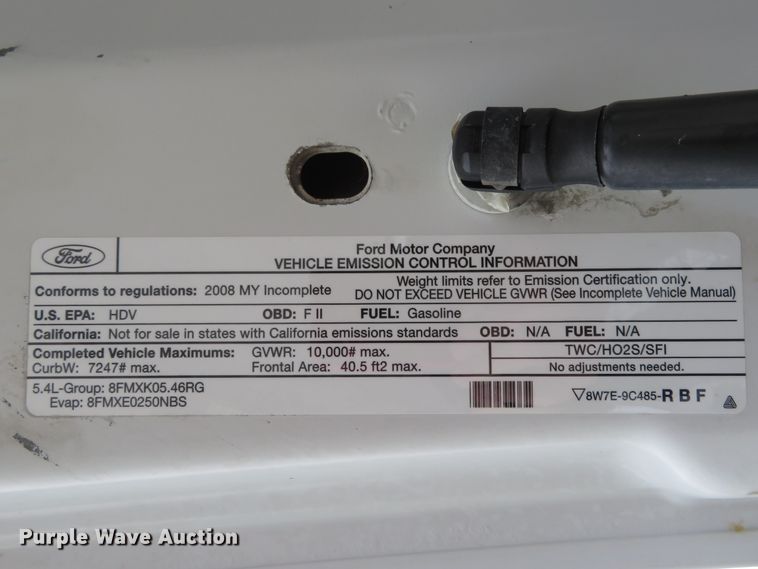 Ford
Ford Motor Company
VEHICLE EMISSION CONTROL INFORMATION
Conforms to regulations: 2008 MY Incomplete
Weight limits refer to Emission Certification only.
DO NOT EXCEED VEHICLE GVWR (See Incomplete Vehicle Manual)
U.S. EPA: HDV OBD: F II FUEL: Gasoline
California: Not for sale in states with California emissions standards OBD: N/A FUEL: N/A
Completed Vehicle Maximums: GVWR: 10,000# max.
CurbW: 7247# max. Frontal Area: 40.5 ft2 max.
TWC/HO2S/SFI
No adjustments needed.
5.4L-Group: 8FMXK05.46RG
Evap: 8FMXE0250NBS
8W7E-9C485-R B F
Purple Wave Auction